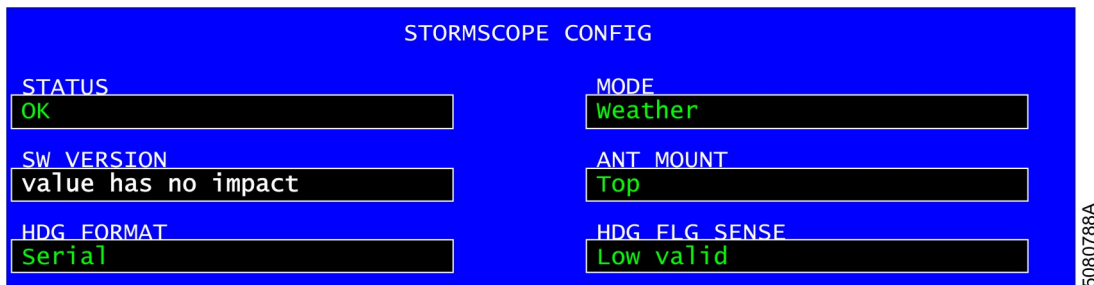 STORMSCOPE CONFIG
STATUS
OK
MODE
Weather
SW VERSION
value has no impact
ANT MOUNT
Top
HDG FORMAT
Serial
HDG FLG SENSE
Low valid
5080788A